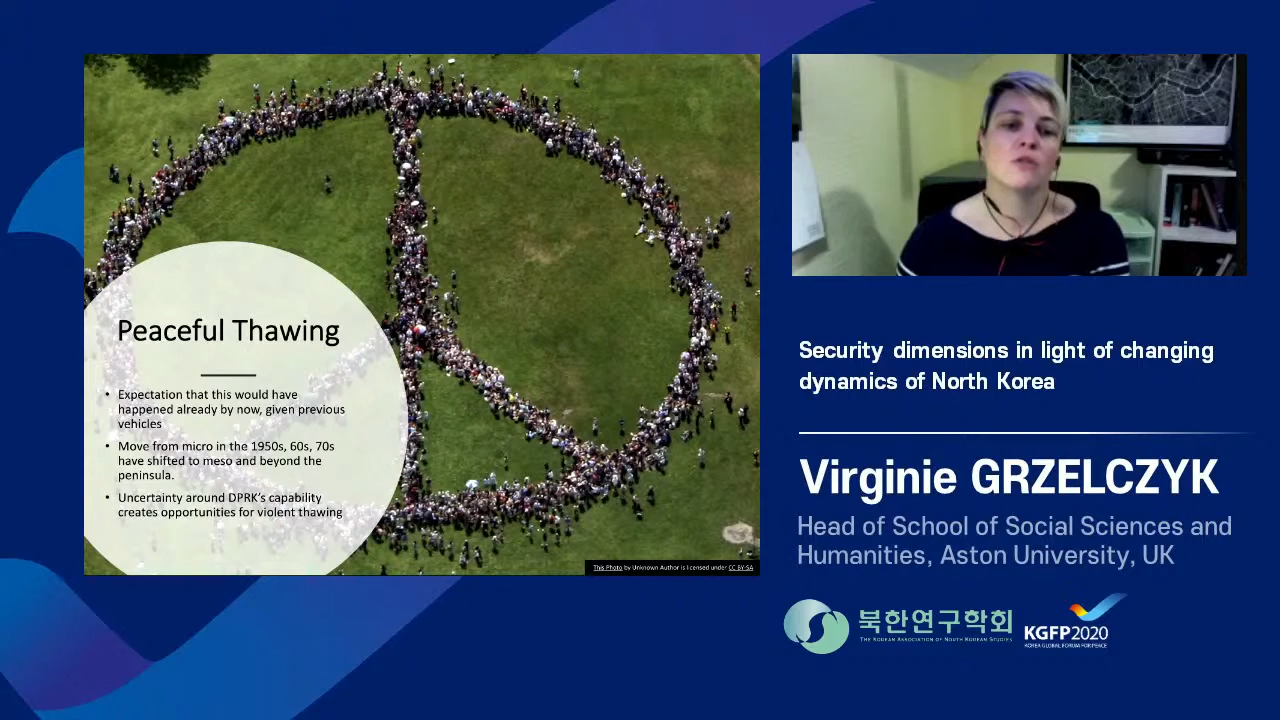 Peaceful Thawing
• Expectation that this would have
happened already by now, given previous
vehicles
• Move from micro in the 1950s, 60s, 70s
have shifted to meso and beyond the
peninsula.
• Uncertainty around DPRK's capability
creates opportunities for violent thawing
This Photo by Unknown Author is licensed under CC BY-SA
Security dimensions in light of changing
dynamics of North Korea
Virginie GRZELCZYK
Head of School of Social Sciences and
Humanities, Aston University, UK
북한연구학회
THE KOREAN ASSOCIATION OF NORTH KOREAN STUDIES
KGFP2020
KOREA GLOBAL FORUM FOR PEACE